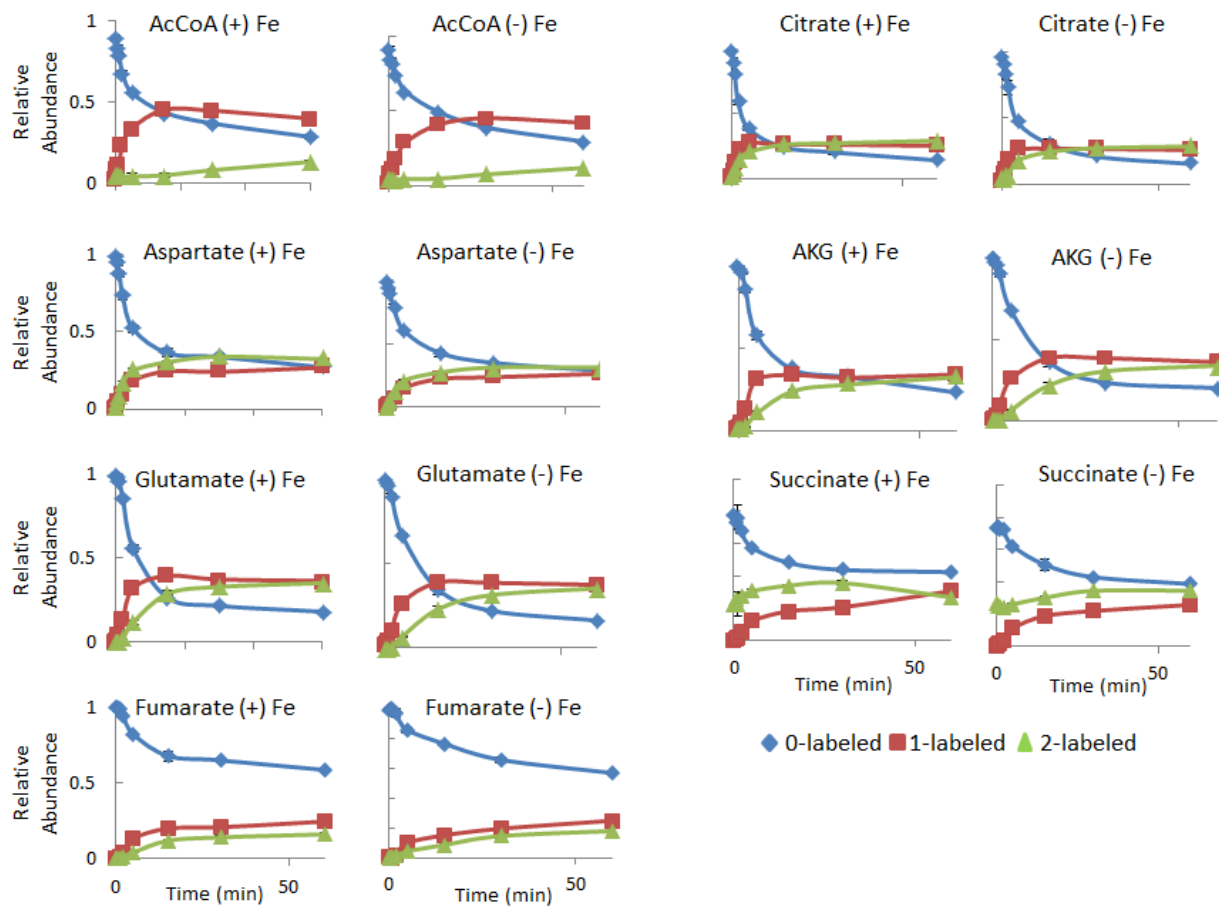 AcCoA (+) Fe
AcCoA (-) Fe
Citrate (+) Fe
Citrate (-) Fe
1
0.5
0
Relative
Abundance
Aspartate (+) Fe
Aspartate (-) Fe
AKG (+) Fe
AKG (-) Fe
1
0.5
0
Glutamate (+) Fe
Glutamate (-) Fe
Succinate (+) Fe
Succinate (-) Fe
1
0.5
0
Relative
Abundance
0
50
Time (min)
0
50
Time (min)
Fumarate (+) Fe
Fumarate (-) Fe
1
0.5
0
Relative
Abundance
0
50
Time (min)
0
50
Time (min)
0-labeled
1-labeled
2-labeled